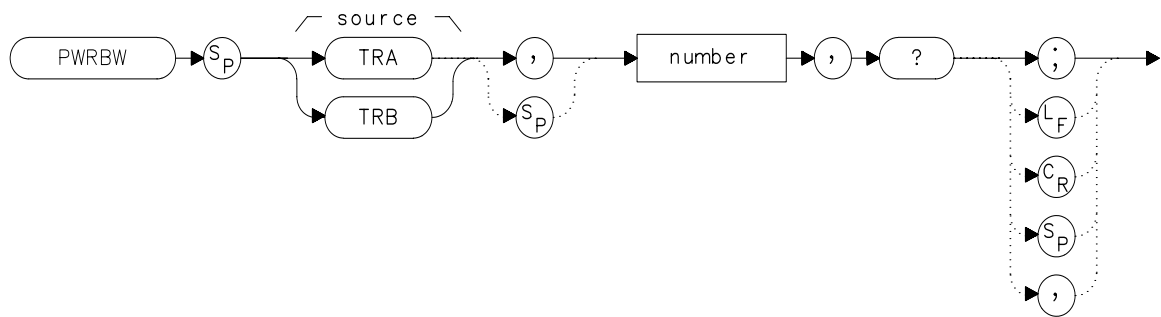 source
PWRBW SP TRA , number , ? ;
TRB SP LF
CR
SP
,